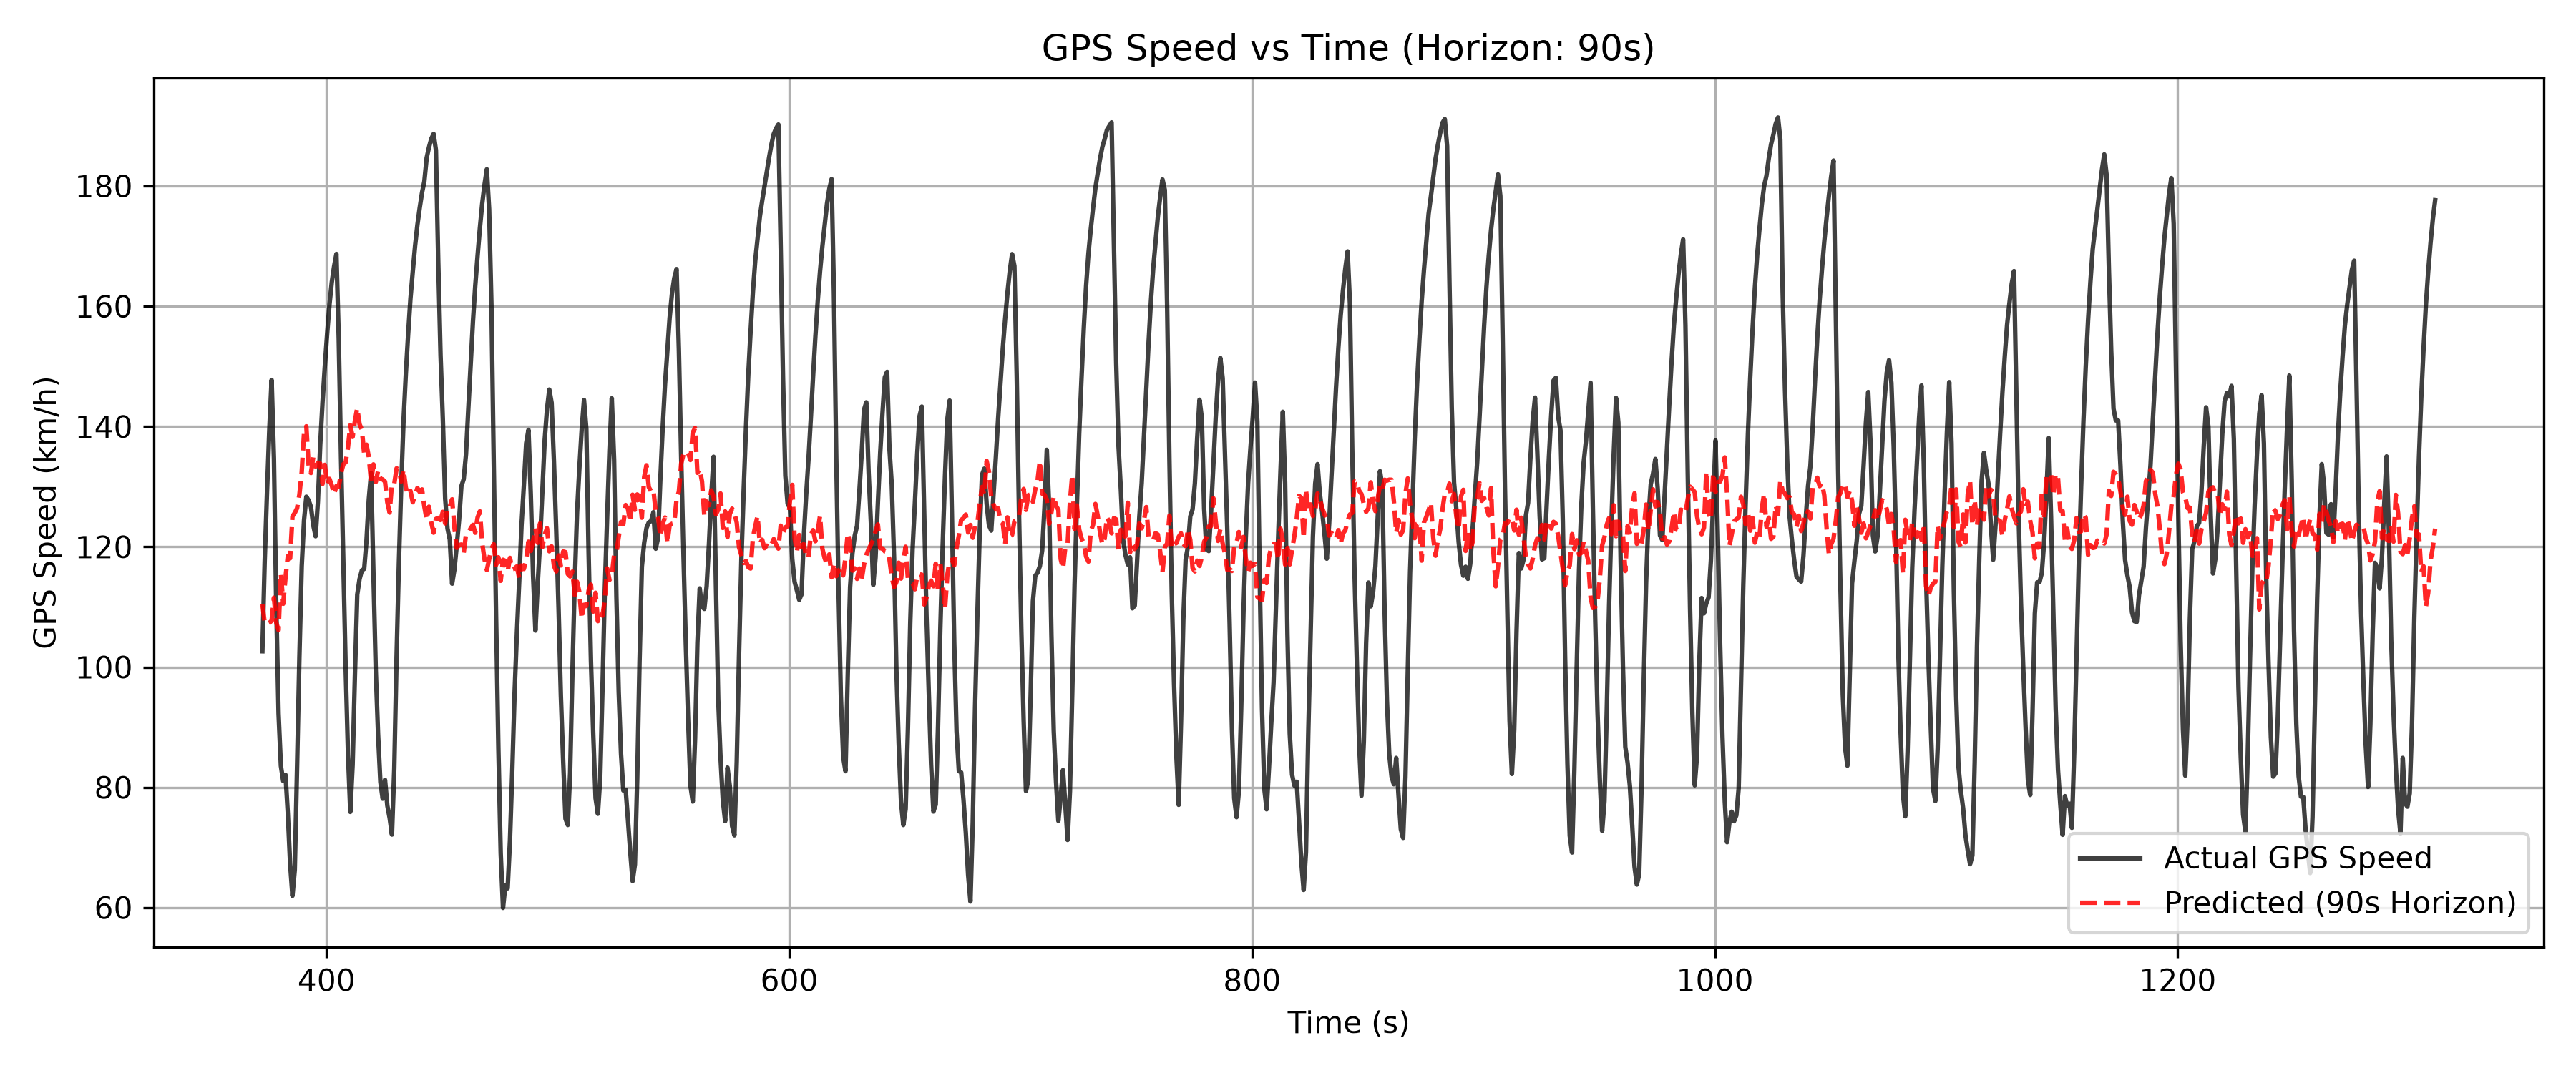 GPS Speed vs Time (Horizon: 90s)
GPS Speed (km/h)
180
160
140
120
100
80
60
400
600
800
1000
1200
Time (s)
Actual GPS Speed
Predicted (90s Horizon)